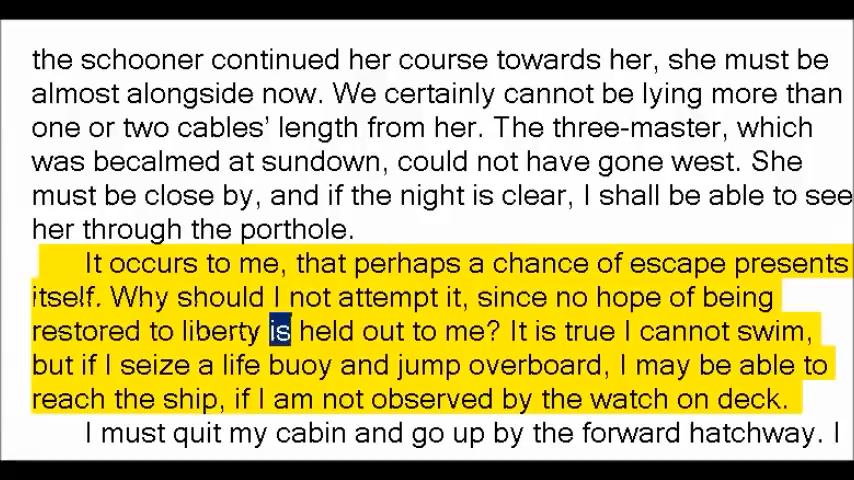 the schooner continued her course towards her, she must be
almost alongside now. We certainly cannot be lying more than
one or two cables’ length from her. The three-master, which
was becalmed at sundown, could not have gone west. She
must be close by, and if the night is clear, I shall be able to see
her through the porthole.
It occurs to me, that perhaps a chance of escape presents
itself. Why should I not attempt it, since no hope of being
restored to liberty is held out to me? It is true I cannot swim,
but if I seize a life buoy and jump overboard, I may be able to
reach the ship, if I am not observed by the watch on deck.
I must quit my cabin and go up by the forward hatchway. I